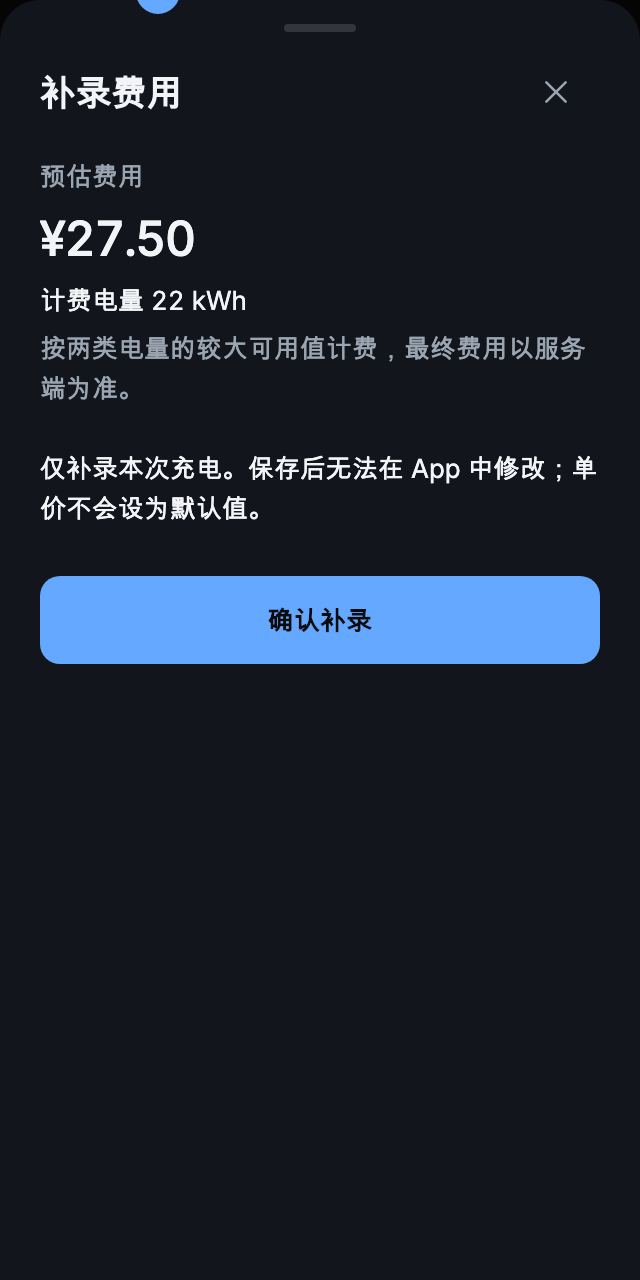 补录费用
预估费用
¥27.50
计费电量 22 kWh
按两类电量的较大可用值计费，最终费用以服务
端为准。
仅补录本次充电。保存后无法在 App 中修改；单
价不会设为默认值。
确认补录